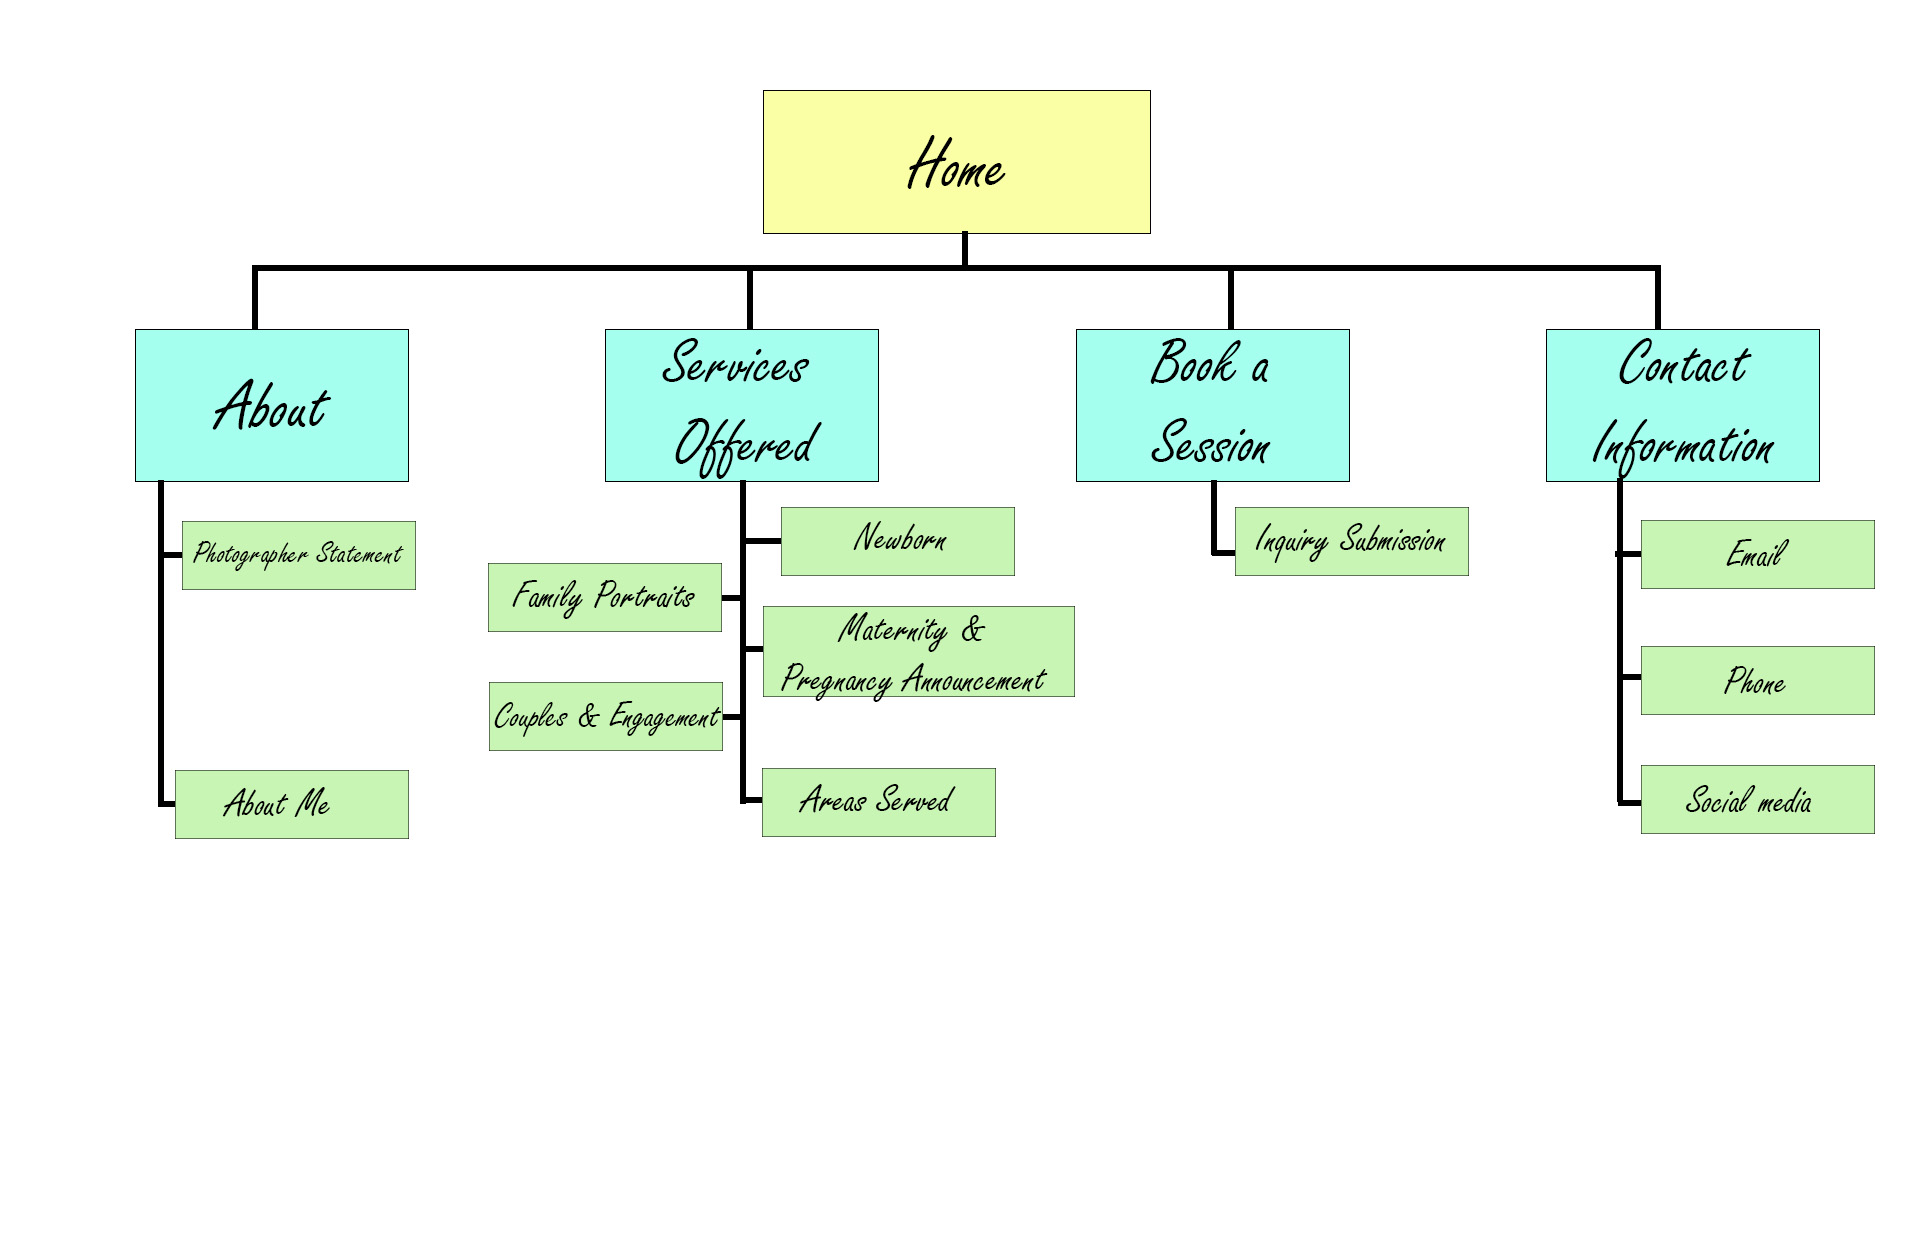 Home
About
Services
Offered
Book a
Session
Contact
Information
Photographer Statement
About Me
Newborn
Family Portraits
Maternity &
Pregnancy Announcement
Couples & Engagement
Areas Served
Inquiry Submission
Email
Phone
Social media